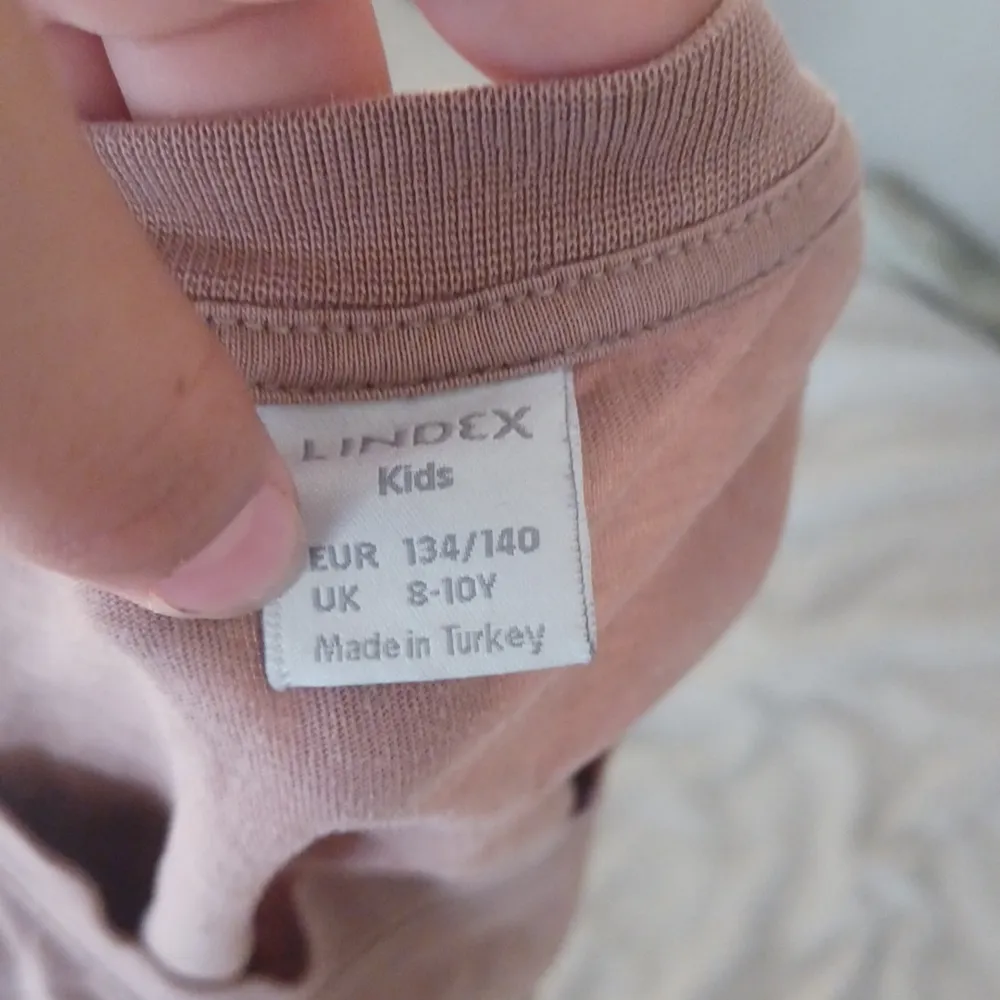 LINDEX
Kids
EUR 134/140
UK 8-10Y
Made in Turkey